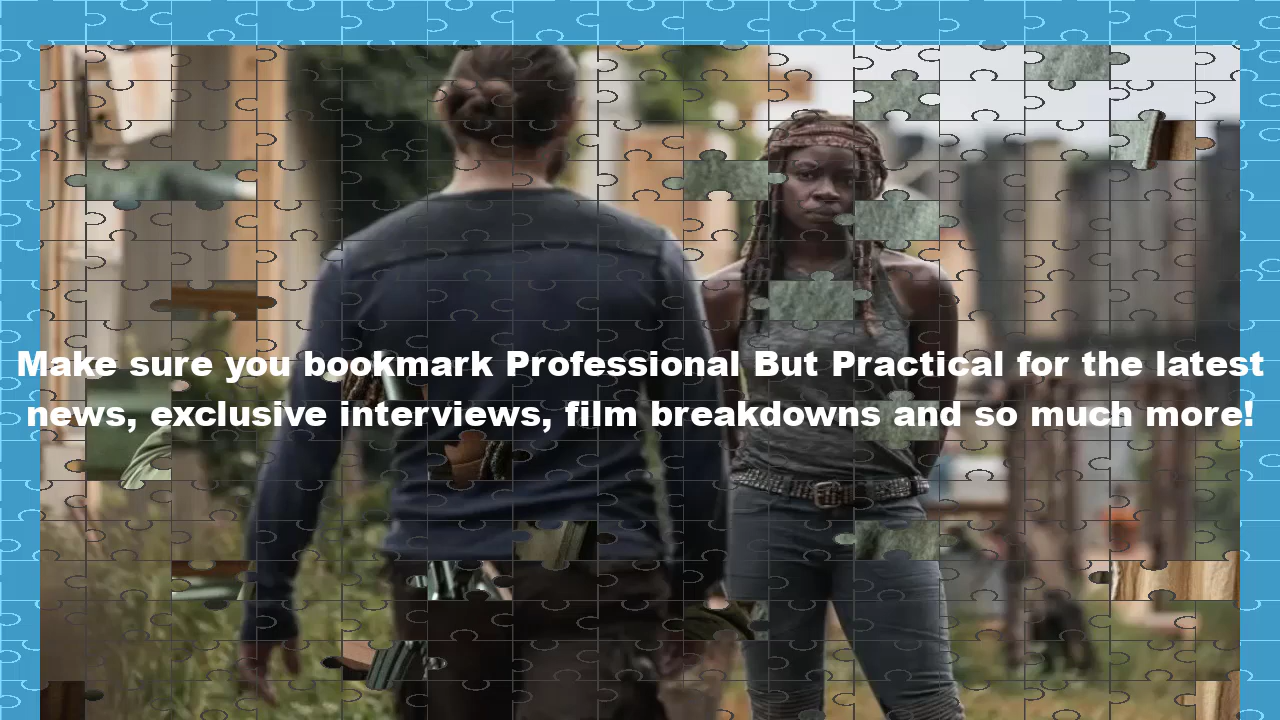 Make sure you bookmark Professional But Practical for the latest
news, exclusive interviews, film breakdowns and so much more!